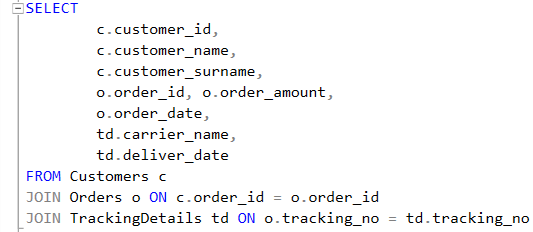 SELECT
c.customer_id,
c.customer_name,
c.customer_surname,
o.order_id, o.order_amount,
o.order_date,
td.carrier_name,
td.deliver_date
FROM Customers c
JOIN Orders o ON c.order_id = o.order_id
JOIN TrackingDetails td ON o.tracking_no = td.tracking_no